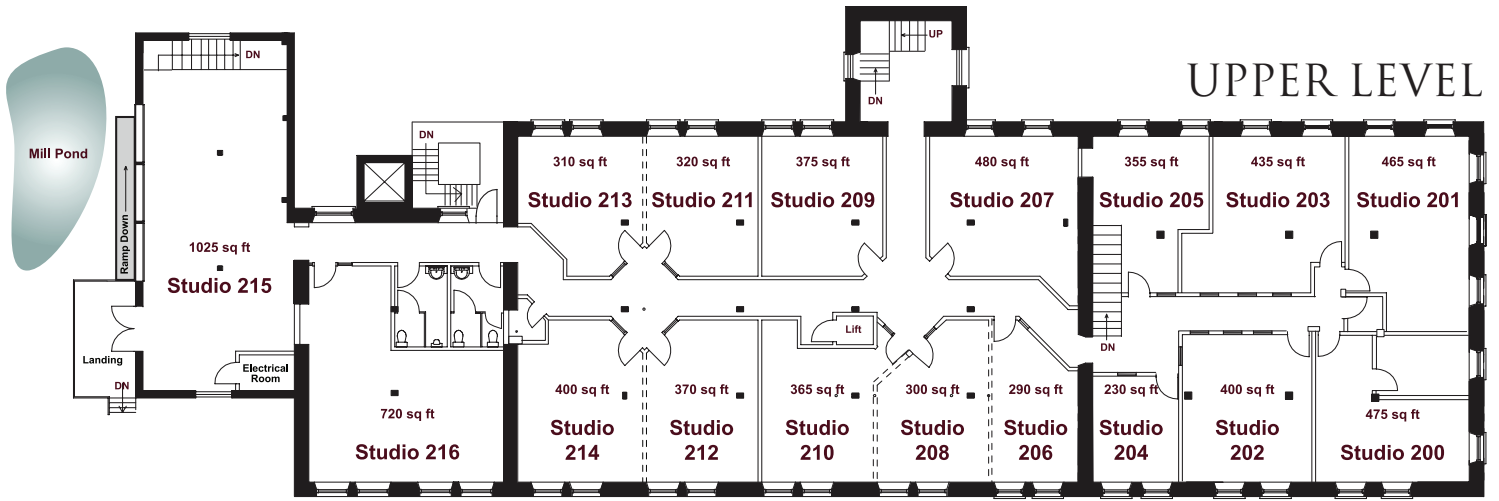 UPPER LEVEL
UP
DN
DN
DN
DN
Mill Pond
Ramp Down
1025 sq ft
Studio 215
Landing
DN
Electrical
Room
720 sq ft
Studio 216
310 sq ft
Studio 213
320 sq ft
Studio 211
375 sq ft
Studio 209
480 sq ft
Studio 207
355 sq ft
Studio 205
435 sq ft
Studio 203
465 sq ft
Studio 201
Lift
DN
400 sq ft
Studio
214
370 sq ft
Studio
212
365 sq ft
Studio
210
300 sq ft
Studio
208
290 sq ft
Studio
206
230 sq ft
Studio
204
400 sq ft
Studio
202
475 sq ft
Studio 200